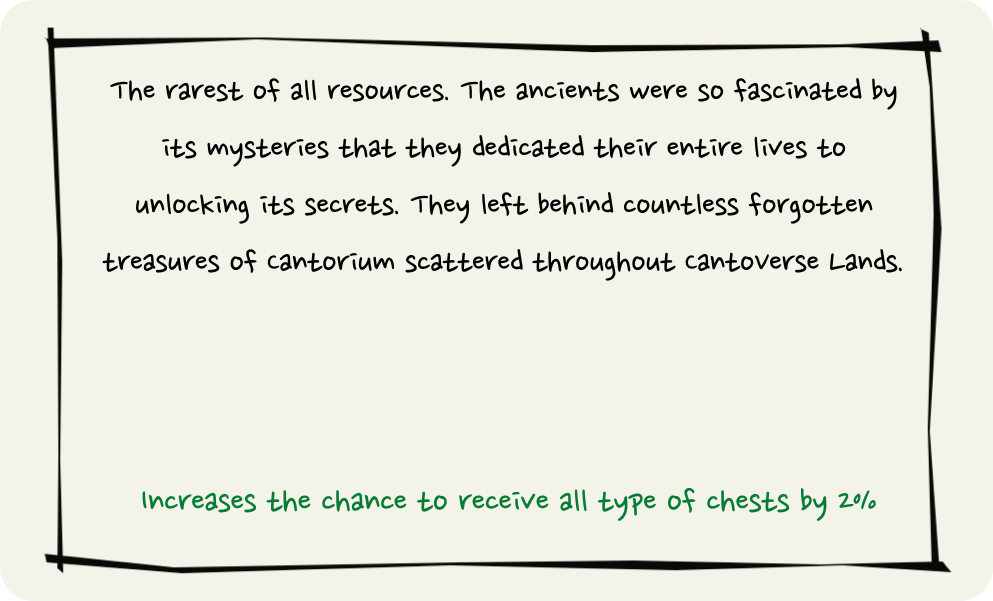 The rarest of all resources. The ancients were so fascinated by
its mysteries that they dedicated their entire lives to
unlocking its secrets. They left behind countless forgotten
treasures of Cantorium scattered throughout Cantoverse Lands.
Increases the chance to receive all type of chests by 2%